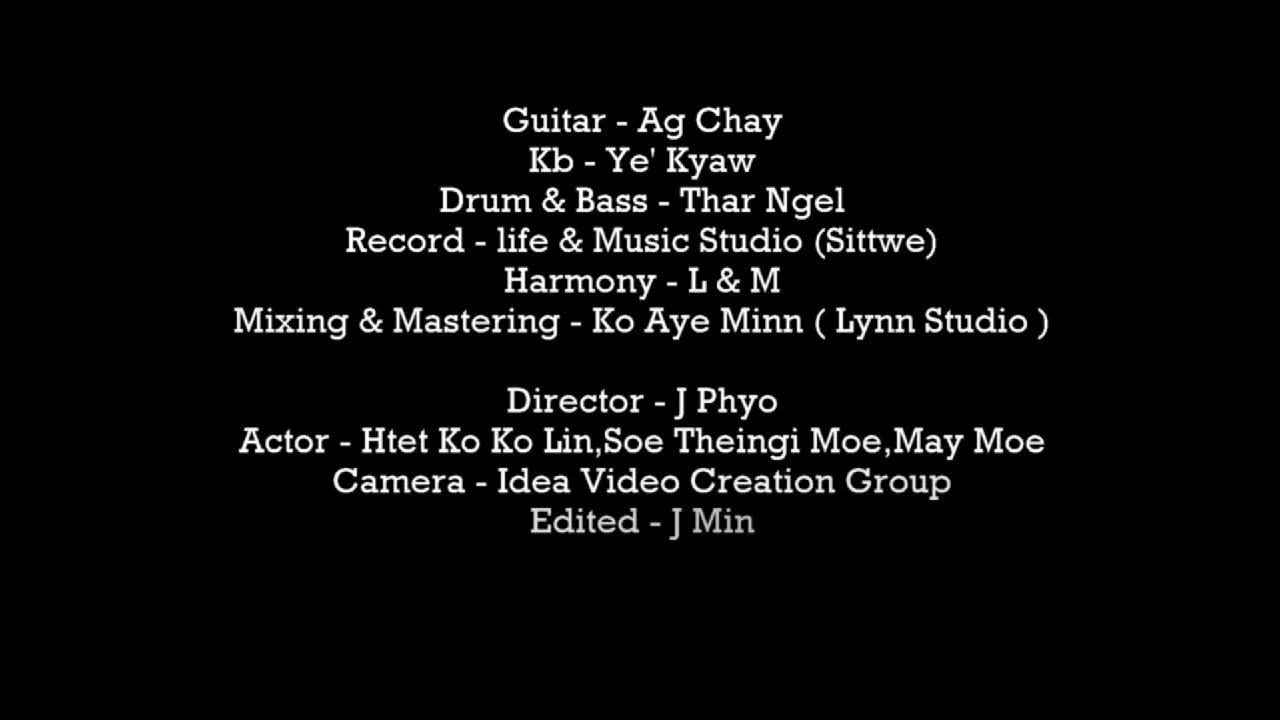 Guitar - Ag Chay
Kb - Ye' Kyaw
Drum & Bass - Thar Ngel
Record - life & Music Studio (Sittwe)
Harmony - L & M
Mixing & Mastering - Ko Aye Minn ( Lynn Studio )
Director - J Phyo
Actor - Htet Ko Ko Lin,Soe Theingi Moe,May Moe
Camera - Idea Video Creation Group
Edited - J Min